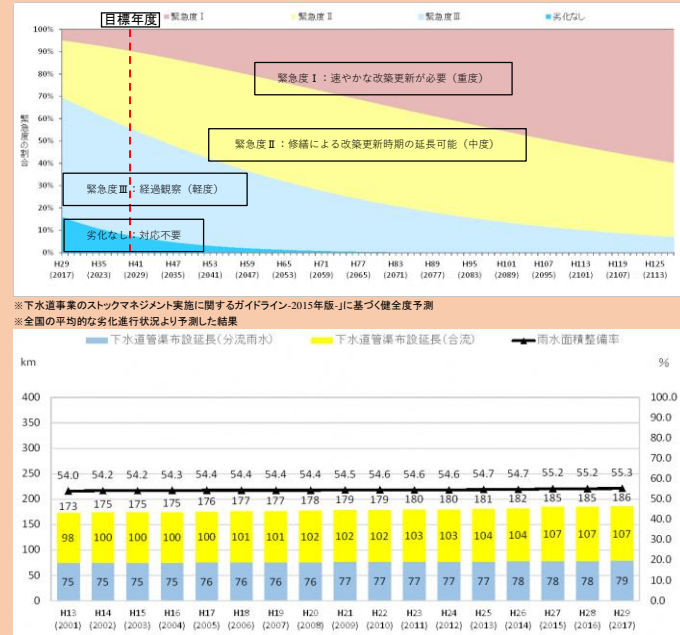 目標年度
緊急度Ⅰ 緊急度Ⅱ 緊急度Ⅲ 劣化なし
緊急度の割合
100%
90%
80%
70%
60%
50%
40%
30%
20%
10%
0%
緊急度Ⅰ：速やかな改築更新が必要（重度）
緊急度Ⅱ：修繕による改築更新時期の延長可能（中度）
緊急度Ⅲ：経過観察（軽度）
劣化なし：対応不要
H29 H35 H41 H47 H53 H59 H65 H71 H77 H83 H89 H95 H101 H107 H113 H119 H125
(2017) (2023) (2029) (2035) (2041) (2047) (2053) (2059) (2065) (2071) (2077) (2083) (2089) (2095) (2101) (2107) (2113)
※下水道事業のストックマネジメント実施に関するガイドライン-2015年版-」に基づく健全度予測
※全国の平均的な劣化進行状況より予測した結果
下水道管渠布設延長(分流雨水) 下水道管渠布設延長(合流) 雨水面積整備率
km %
400 100.0
350 90.0
300 80.0
250 70.0
200 60.0
150 50.0
100 40.0
50 30.0
0 20.0
10.0
0.0
54.0 54.2 54.2 54.3 54.4 54.4 54.4 54.4 54.5 54.6 54.6 54.6 54.7 54.7 55.2 55.2 55.3
173 175 175 175 176 177 177 178 179 179 180 180 181 182 185 185 186
98 100 100 100 100 101 101 102 102 102 103 103 104 104 107 107 107
75 75 75 75 76 76 76 76 77 77 77 77 77 78 78 78 79
H13 H14 H15 H16 H17 H18 H19 H20 H21 H22 H23 H24 H25 H26 H27 H28 H29
(2001) (2002) (2003) (2004) (2005) (2006) (2007) (2008) (2009) (2010) (2011) (2012) (2013) (2014) (2015) (2016) (2017)